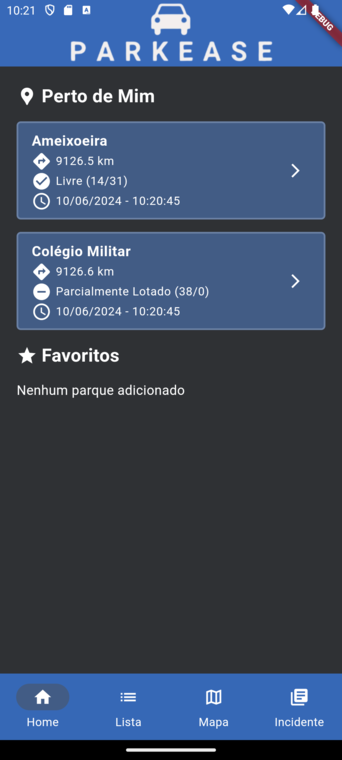 10:21
DEBUG
PARKEASE
Perto de Mim
Ameixoeira
9126.5 km
Livre (14/31)
10/06/2024 - 10:20:45
Colégio Militar
9126.6 km
Parcialmente Lotado (38/0)
10/06/2024 - 10:20:45
Favoritos
Nenhum parque adicionado
Home
Lista
Mapa
Incidente